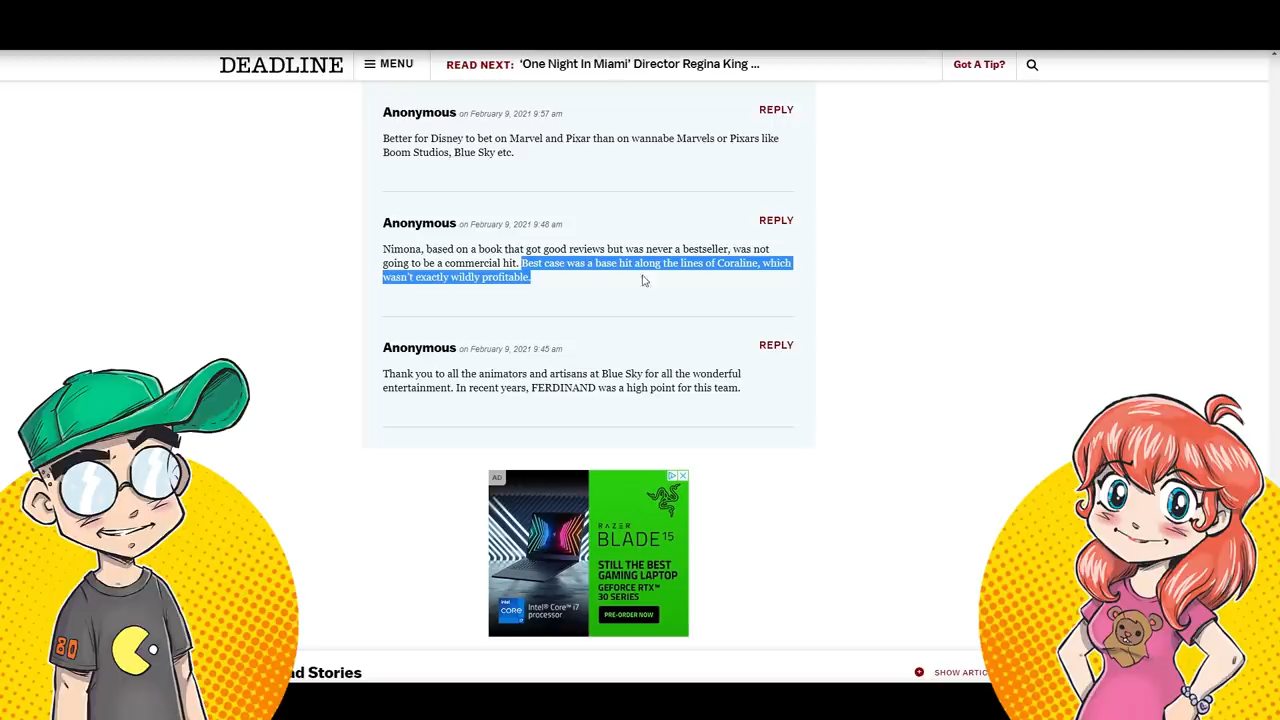 DEADLINE
MENU
READ NEXT: ‘One Night In Miami’ Director Regina King ...
Got A Tip?
Anonymous on February 9, 2021 9:57 am
REPLY
Better for Disney to bet on Marvel and Pixar than on wannabe Marvels or Pixars like
Boom Studios, Blue Sky etc.
Anonymous on February 9, 2021 9:48 am
REPLY
Nimona, based on a book that got good reviews but was never a bestseller, was not
going to be a commercial hit. Best case was a base hit along the lines of Coraline, which
wasn’t exactly wildly profitable.
Anonymous on February 9, 2021 9:45 am
REPLY
Thank you to all the animators and artisans at Blue Sky for all the wonderful
entertainment. In recent years, FERDINAND was a high point for this team.
AD
RAZER
BLADE 15
STILL THE BEST
GAMING LAPTOP
GEFORCE RTX™
30 SERIES
PRE-ORDER NOW
intel
CORE
i7
Intel® Core™ i7
processor
80
nd Stories
SHOW ARTIC